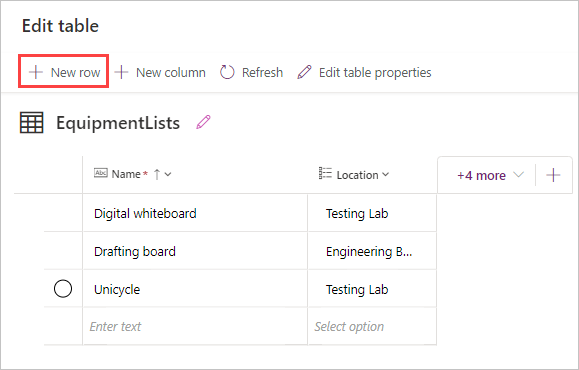 Edit table
New row New column Refresh Edit table properties
EquipmentLists
Abc Name * Location +4 more
Digital whiteboard Testing Lab
Drafting board Engineering B...
Unicycle Testing Lab
Enter text Select option